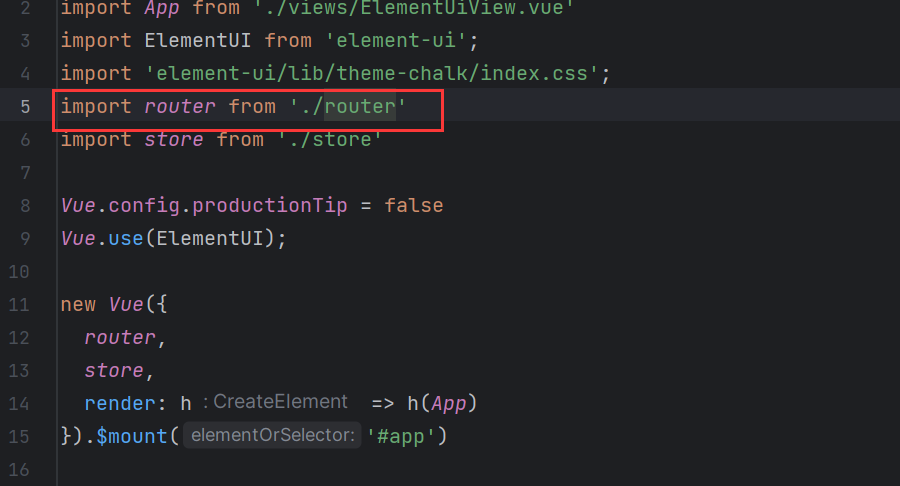 2 import App from './views/ElementUiView.vue'
3 import ElementUI from 'element-ui';
4 import 'element-ui/lib/theme-chalk/index.css';
5 import router from './router'
6 import store from './store'
7
8 Vue.config.productionTip = false
9 Vue.use(ElementUI);
10
11 new Vue({
12 router,
13 store,
14 render: h : CreateElement => h(App)
15 }).$mount( elementOrSelector: '#app')
16